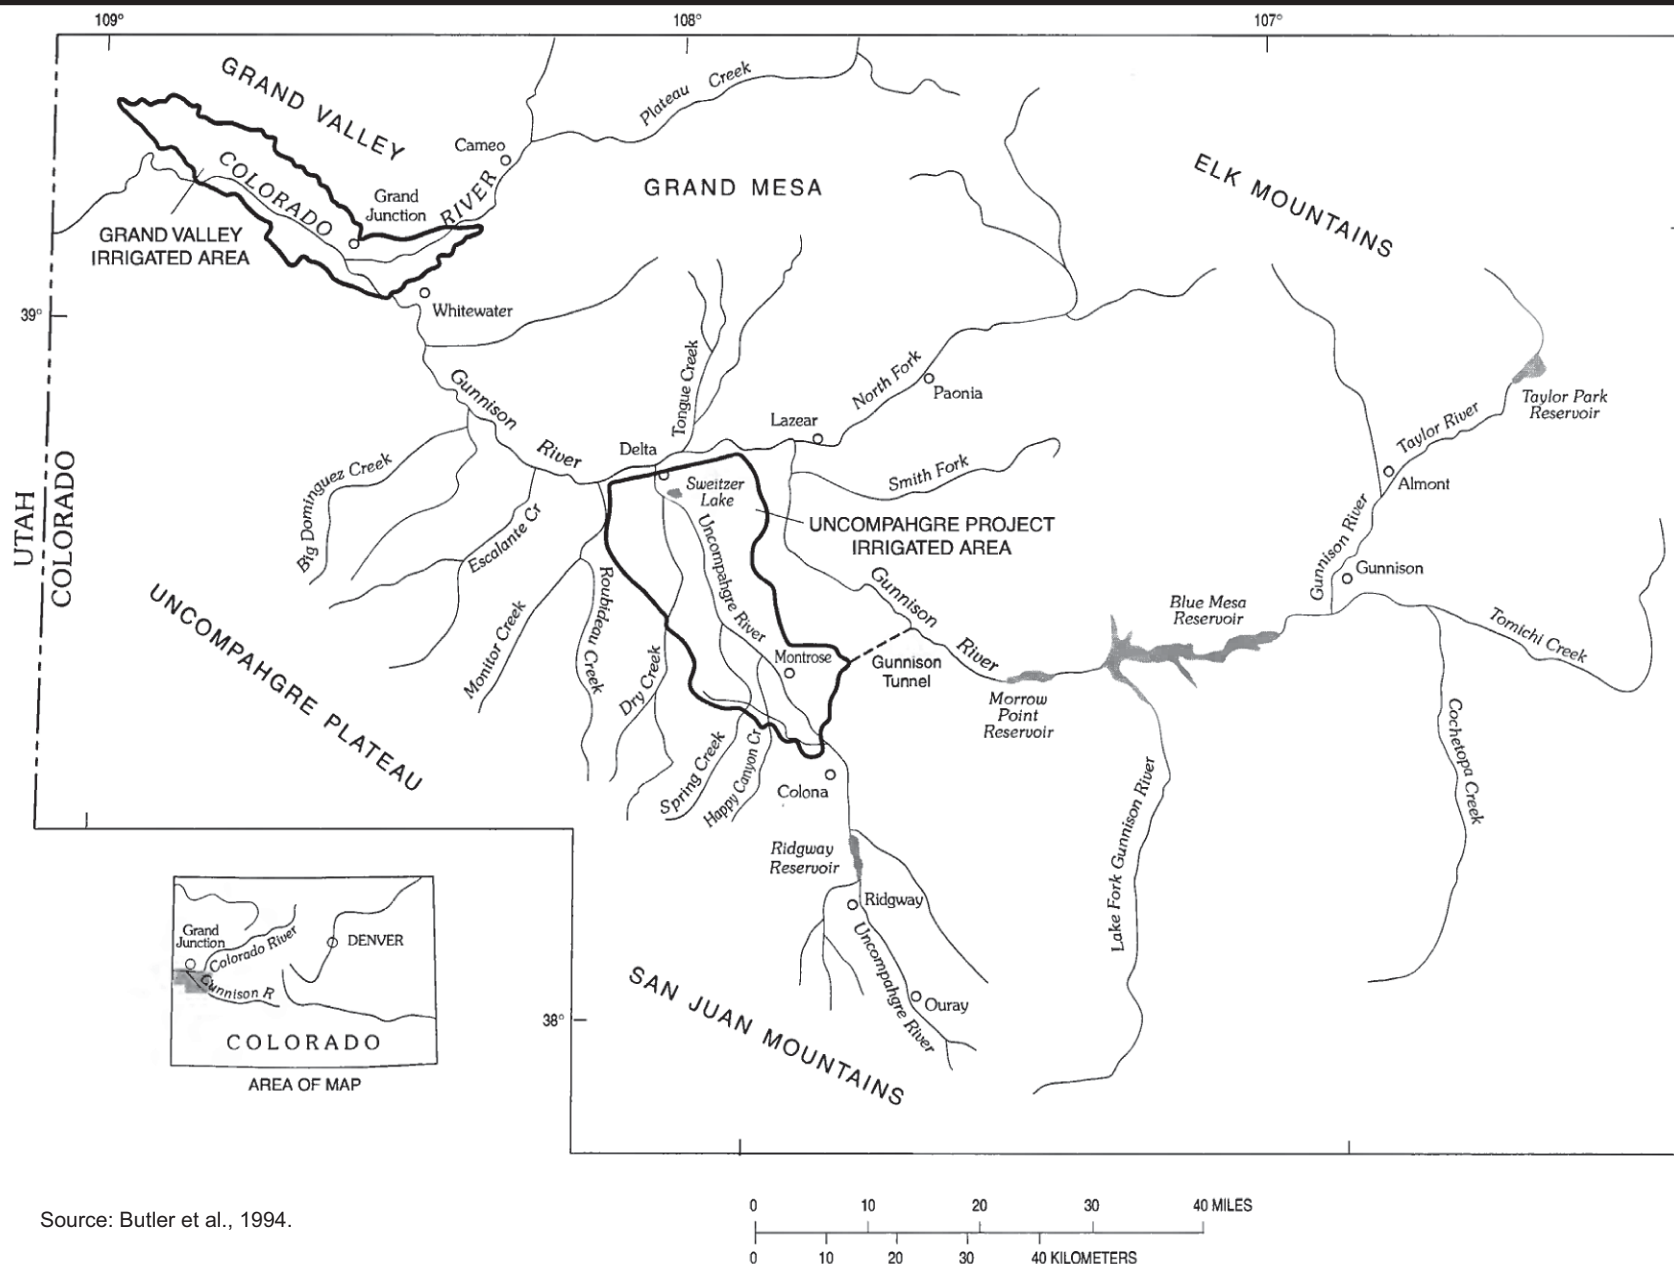 109°
108°
107°
GRAND VALLEY
Plateau Creek
Cameo
COLORADO
RIVER
Grand
Junction
GRAND MESA
ELK MOUNTAINS
GRAND VALLEY
IRRIGATED AREA
39°
Whitewater
Gunnison
River
Tongue Creek
North Fork
Paonia
Taylor Park
Reservoir
Taylor River
Lazear
Delta
Almont
Smith Fork
Sweitzer
Lake
Big Dominguez Creek
UTAH
COLORADO
Escalante Cr
UNCOMPAHGRE PROJECT
IRRIGATED AREA
Uncompahgre River
Gunnison River
Gunnison
Gunnison
River
Blue Mesa
Reservoir
Tomichi Creek
UNCOMPAHGRE PLATEAU
Monitor Creek
Roubideau Creek
Dry Creek
Montrose
Gunnison
Tunnel
Morrow
Point
Reservoir
Cochetopa Creek
Spring Creek
Happy Canyon Cr
Colona
Lake Fork Gunnison River
Ridgway
Reservoir
Ridgway
Uncompahgre River
Ouray
SAN JUAN MOUNTAINS
38°
Grand
Junction
Colorado River
DENVER
Gunnison R
COLORADO
AREA OF MAP
Source: Butler et al., 1994.
0 10 20 30 40 MILES
0 10 20 30 40 KILOMETERS